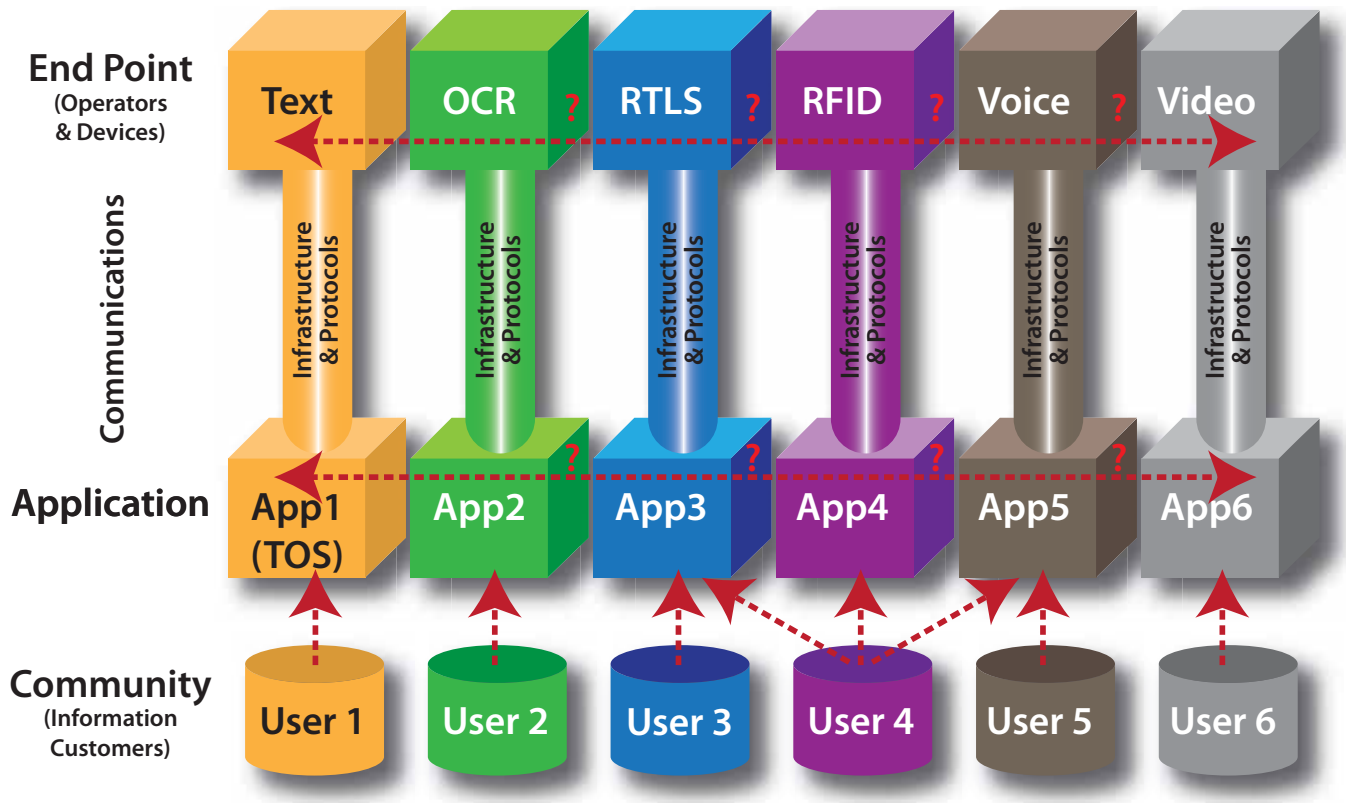 End Point
(Operators
& Devices)
Text
OCR
?
RTLS
?
RFID
?
Voice
?
Video
Communications
Infrastructure
& Protocols
Infrastructure
& Protocols
Infrastructure
& Protocols
Infrastructure
& Protocols
Infrastructure
& Protocols
Infrastructure
& Protocols
Application
App1
(TOS)
App2
?
App3
?
App4
?
App5
?
App6
Community
(Information
Customers)
User 1
User 2
User 3
User 4
User 5
User 6